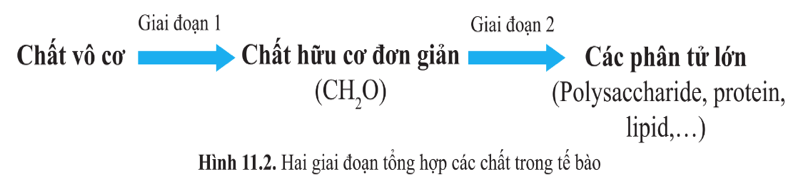 Giai đoạn 1
Giai đoạn 2
Chất vô cơ
Chất hữu cơ đơn giản
(CH₂O)
Các phân tử lớn
(Polysaccharide, protein,
lipid,...)
Hình 11.2. Hai giai đoạn tổng hợp các chất trong tế bào